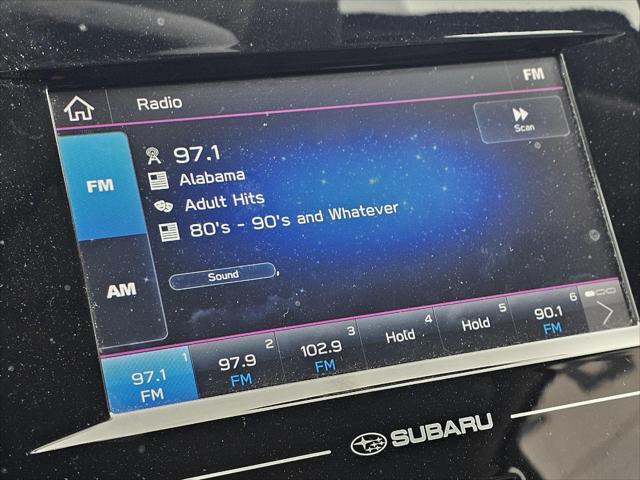 Radio
FM
97.1
Scan
Alabama
FM
Adult Hits
80's - 90's and Whatever
Sound
AM
1
97.1
FM
2
97.9
FM
3
102.9
FM
4
Hold
5
Hold
6
90.1
FM
SUBARU